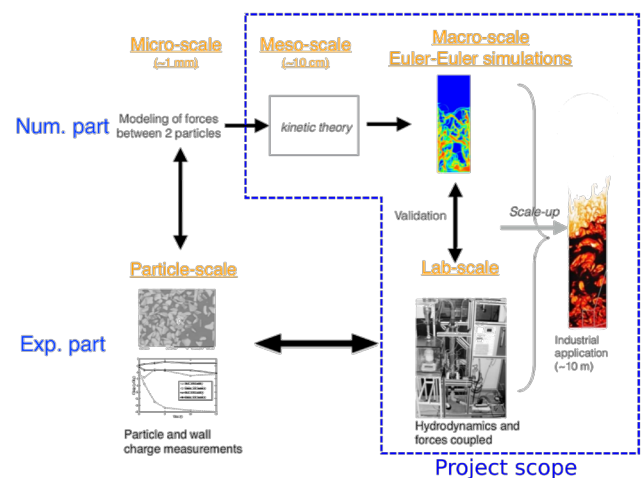 Micro-scale
(~1 mm)
Meso-scale
(~10 cm)
Macro-scale
Euler-Euler simulations
Num. part
Modeling of forces
between 2 particles
kinetic theory
Validation
Scale-up
Particle-scale
Lab-scale
Exp. part
Industrial
application
(~10 m)
Particle and wall
charge measurements
Hydrodynamics and
forces coupled
Project scope